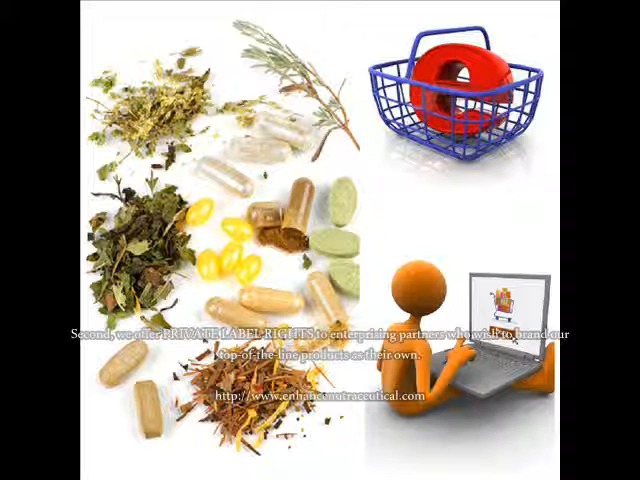 e
Second, we offer PRIVATE LABEL RIGHTS to enterprising partners who wish to brand our
top-of-the-line products as their own.
http://www.enhancenutraceutical.com